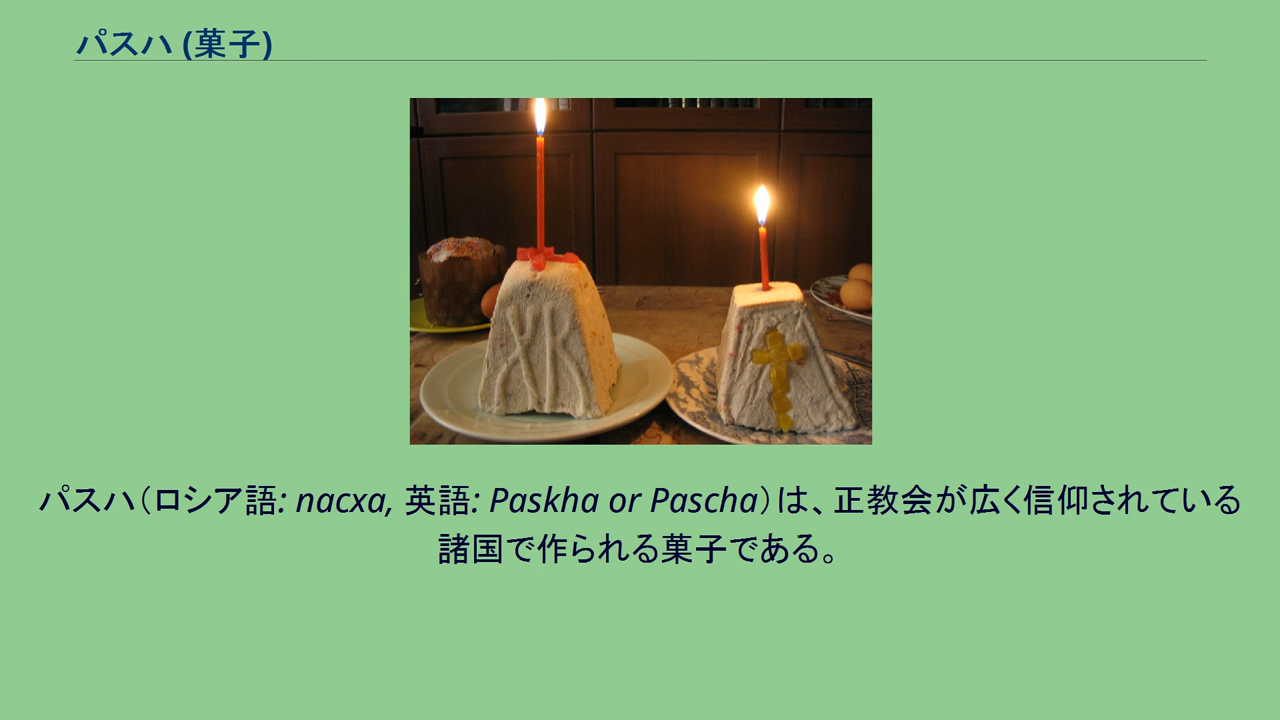 パスハ (菓子)
ХВ
パスハ（ロシア語: пасха, 英語: Paskha or Pascha）は、正教会が広く信仰されている
諸国で作られる菓子である。